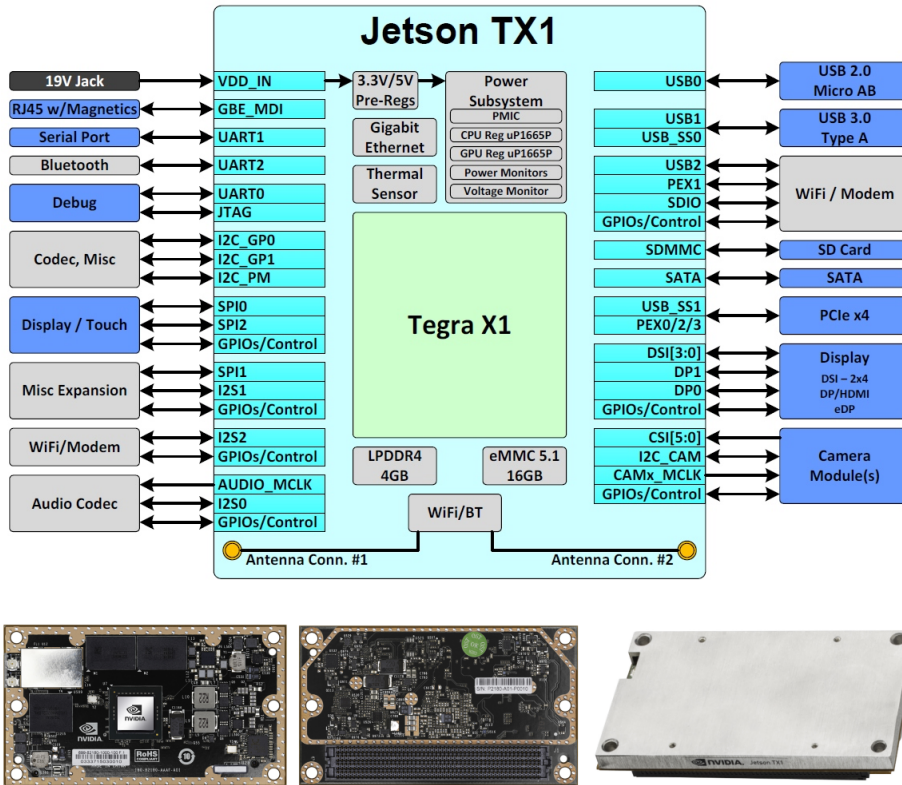 Jetson TX1
19V Jack
RJ45 w/Magnetics
Serial Port
Bluetooth
Debug
Codec, Misc
Display / Touch
Misc Expansion
WiFi/Modem
Audio Codec
VDD_IN
GBE_MDI
UART1
UART2
UART0
JTAG
I2C_GP0
I2C_GP1
I2C_PM
SPI0
SPI2
GPIOs/Control
SPI1
I2S1
GPIOs/Control
I2S2
GPIOs/Control
AUDIO_MCLK
I2S0
GPIOs/Control
3.3V/5V
Pre-Regs
Gigabit
Ethernet
Thermal
Sensor
Power
Subsystem
PMIC
CPU Reg uP1665P
GPU Reg uP1665P
Power Monitors
Voltage Monitor
Tegra X1
LPDDR4
4GB
eMMC 5.1
16GB
WiFi/BT
Antenna Conn. #1
Antenna Conn. #2
USB0
USB1
USB_SS0
USB2
PEX1
SDIO
GPIOs/Control
SDMMC
SATA
USB_SS1
PEX0/2/3
DSI[3:0]
DP1
DP0
GPIOs/Control
CSI[5:0]
I2C_CAM
CAMx_MCLK
GPIOs/Control
USB 2.0
Micro AB
USB 3.0
Type A
WiFi / Modem
SD Card
SATA
PCIe x4
Display
DSI – 2x4
DP/HDMI
eDP
Camera
Module(s)
NVIDIA
NVIDIA
RoHS
COMPLIANT
NVIDIA. Jetson TX1